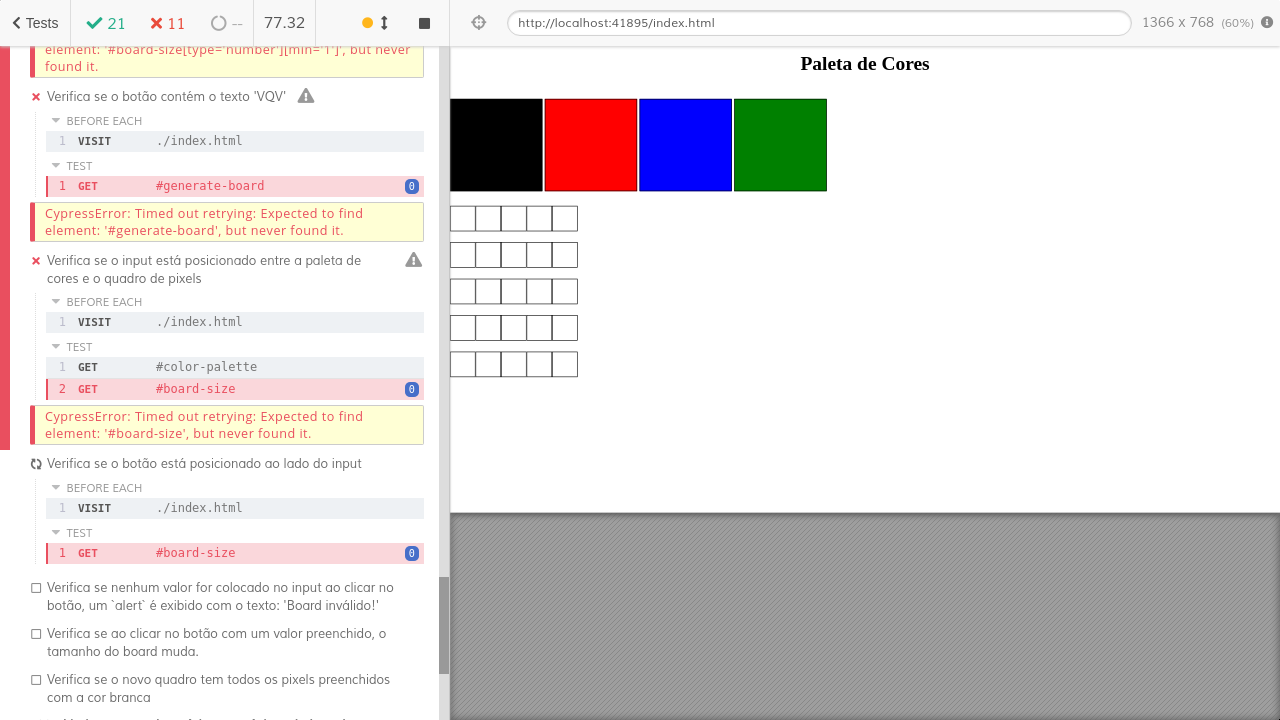 Tests
21
11
--
77.32
http://localhost:41895/index.html
1366 x 768 (60%)
element: '#board-size[type='number'][min='1']', but never
found it.
Verifica se o botão contém o texto 'VQV'
BEFORE EACH
1 VISIT ./index.html
TEST
1 GET #generate-board 0
CypressError: Timed out retrying: Expected to find
element: '#generate-board', but never found it.
Verifica se o input está posicionado entre a paleta de
cores e o quadro de pixels
BEFORE EACH
1 VISIT ./index.html
TEST
1 GET #color-palette
2 GET #board-size 0
CypressError: Timed out retrying: Expected to find
element: '#board-size', but never found it.
Verifica se o botão está posicionado ao lado do input
BEFORE EACH
1 VISIT ./index.html
TEST
1 GET #board-size 0
Verifica se nenhum valor for colocado no input ao clicar no
botão, um `alert` é exibido com o texto: 'Board inválido!'
Verifica se ao clicar no botão com um valor preenchido, o
tamanho do board muda.
Verifica se o novo quadro tem todos os pixels preenchidos
com a cor branca
Paleta de Cores